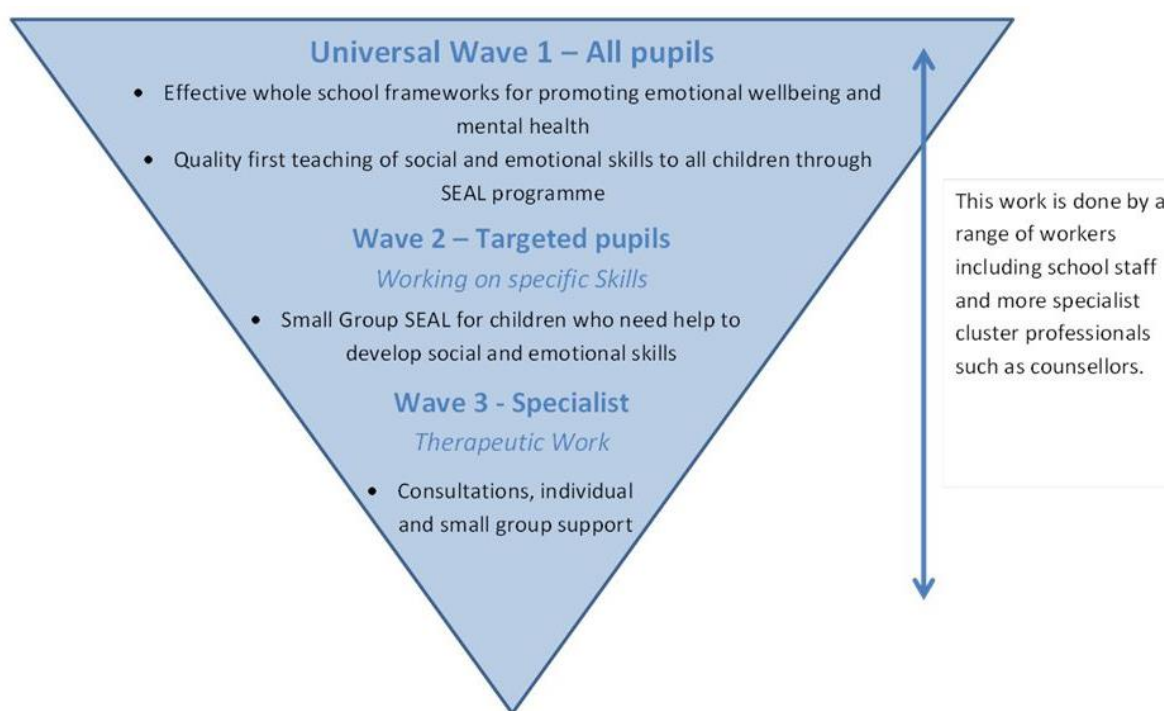 Universal Wave 1 – All pupils
• Effective whole school frameworks for promoting emotional wellbeing and
mental health
• Quality first teaching of social and emotional skills to all children through
SEAL programme
Wave 2 – Targeted pupils
Working on specific Skills
• Small Group SEAL for children who need help to
develop social and emotional skills
Wave 3 - Specialist
Therapeutic Work
• Consultations, individual
and small group support
This work is done by a
range of workers
including school staff
and more specialist
cluster professionals
such as counsellors.